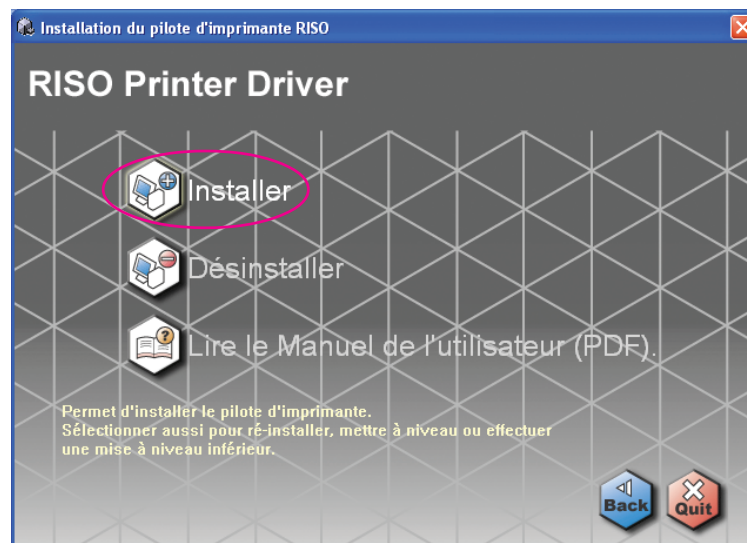 Installation du pilote d'imprimante RISO
RISO Printer Driver
Installer
Désinstaller
Lire le Manuel de l'utilisateur (PDF).
Permet d'installer le pilote d'imprimante.
Sélectionner aussi pour ré-installer, mettre à niveau ou effectuer
une mise à niveau inférieur.
Back
Quit